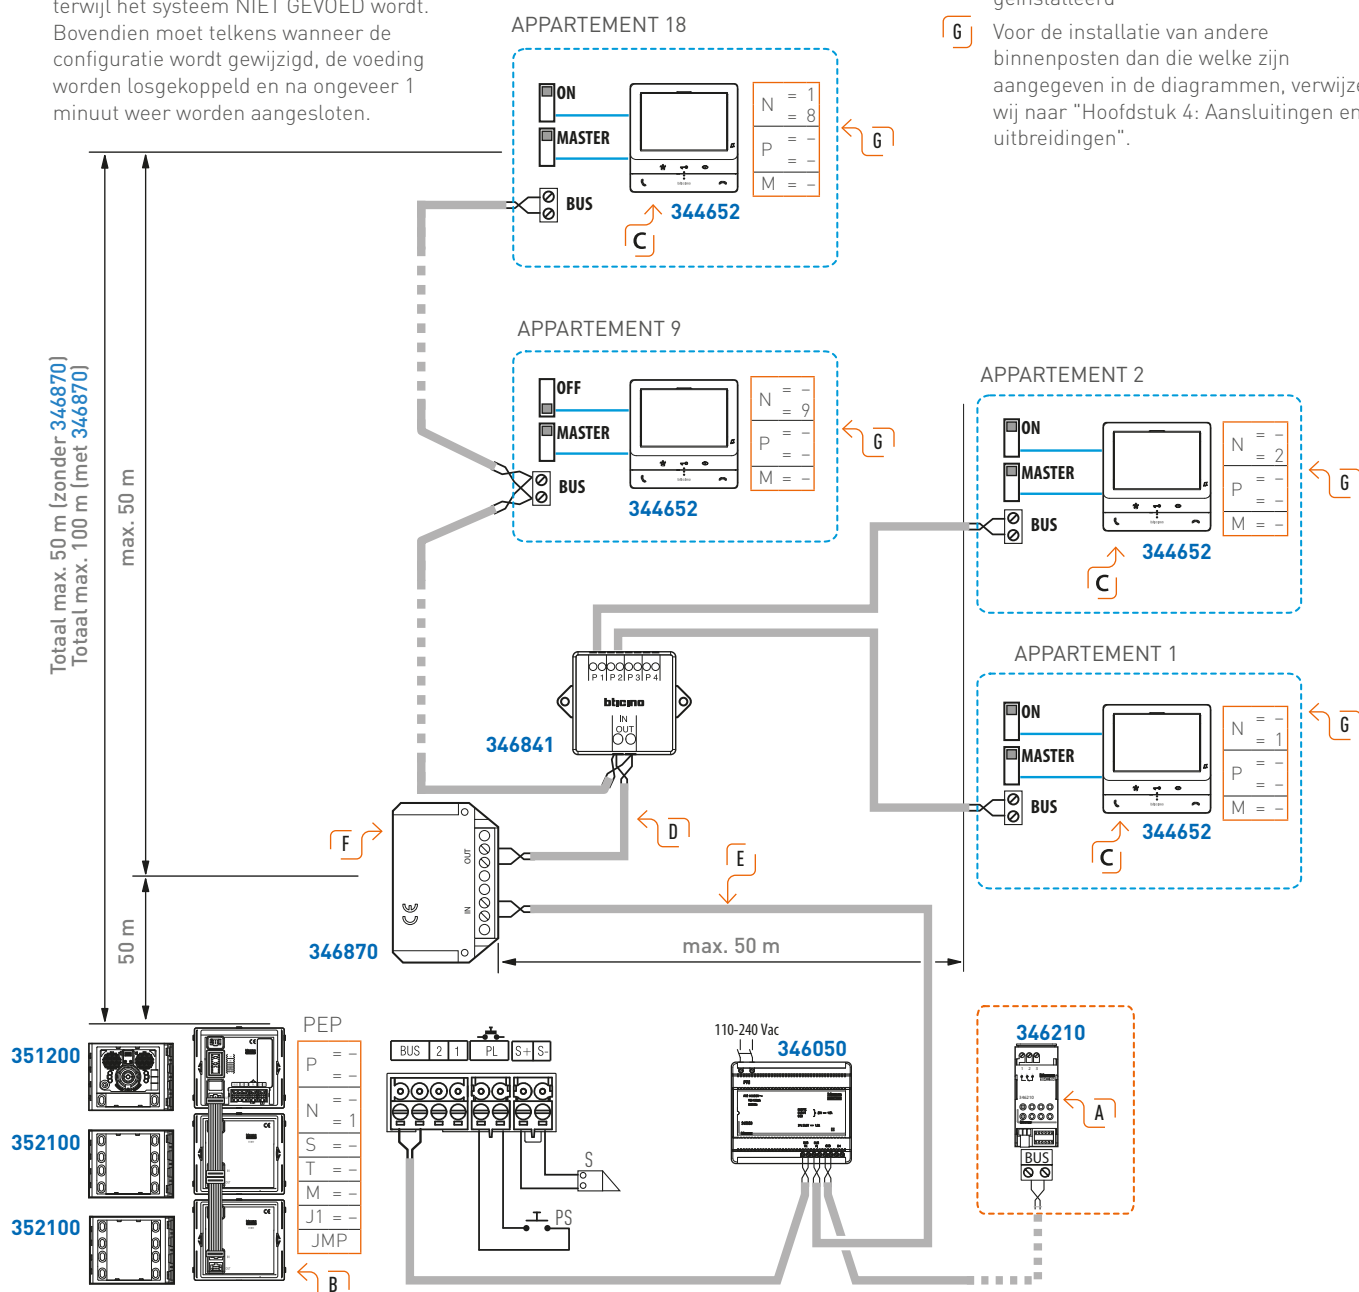 terwijl het systeem NIET GEVOED wordt.
Bovendien moet telkens wanneer de
configuratie wordt gewijzigd, de voeding
worden losgekoppeld en na ongeveer 1
minuut weer worden aangesloten.
geïnstalleerd
G Voor de installatie van andere
binnenposten dan die welke zijn
aangegeven in de diagrammen, verwijze
wij naar "Hoofdstuk 4: Aansluitingen en
uitbreidingen".
APPARTEMENT 18
ON
MASTER
BUS
344652
C
N = 1
= 8
P = –
= –
M = –
G
APPARTEMENT 9
OFF
MASTER
BUS
344652
N = –
= 9
P = –
= –
M = –
G
APPARTEMENT 2
ON
MASTER
BUS
344652
C
N = –
= 2
P = –
= –
M = –
G
APPARTEMENT 1
ON
MASTER
BUS
344652
C
N = –
= 1
P = –
= –
M = –
G
Totaal max. 50 m (zonder 346870)
Totaal max. 100 m (met 346870)
max. 50 m
50 m
P1 P2 P3 P4
bticino
IN
OUT
346841
F
D
E
OUT
IN
CE
346870
max. 50 m
351200
352100
352100
PEP
P = –
= –
N = –
= 1
S = –
T = –
M = –
J1 = –
JMP
B
BUS 2 1 PL S+ S-
S
PS
110-240 Vac
346050
346210
1 2 3
346210
BUS
A